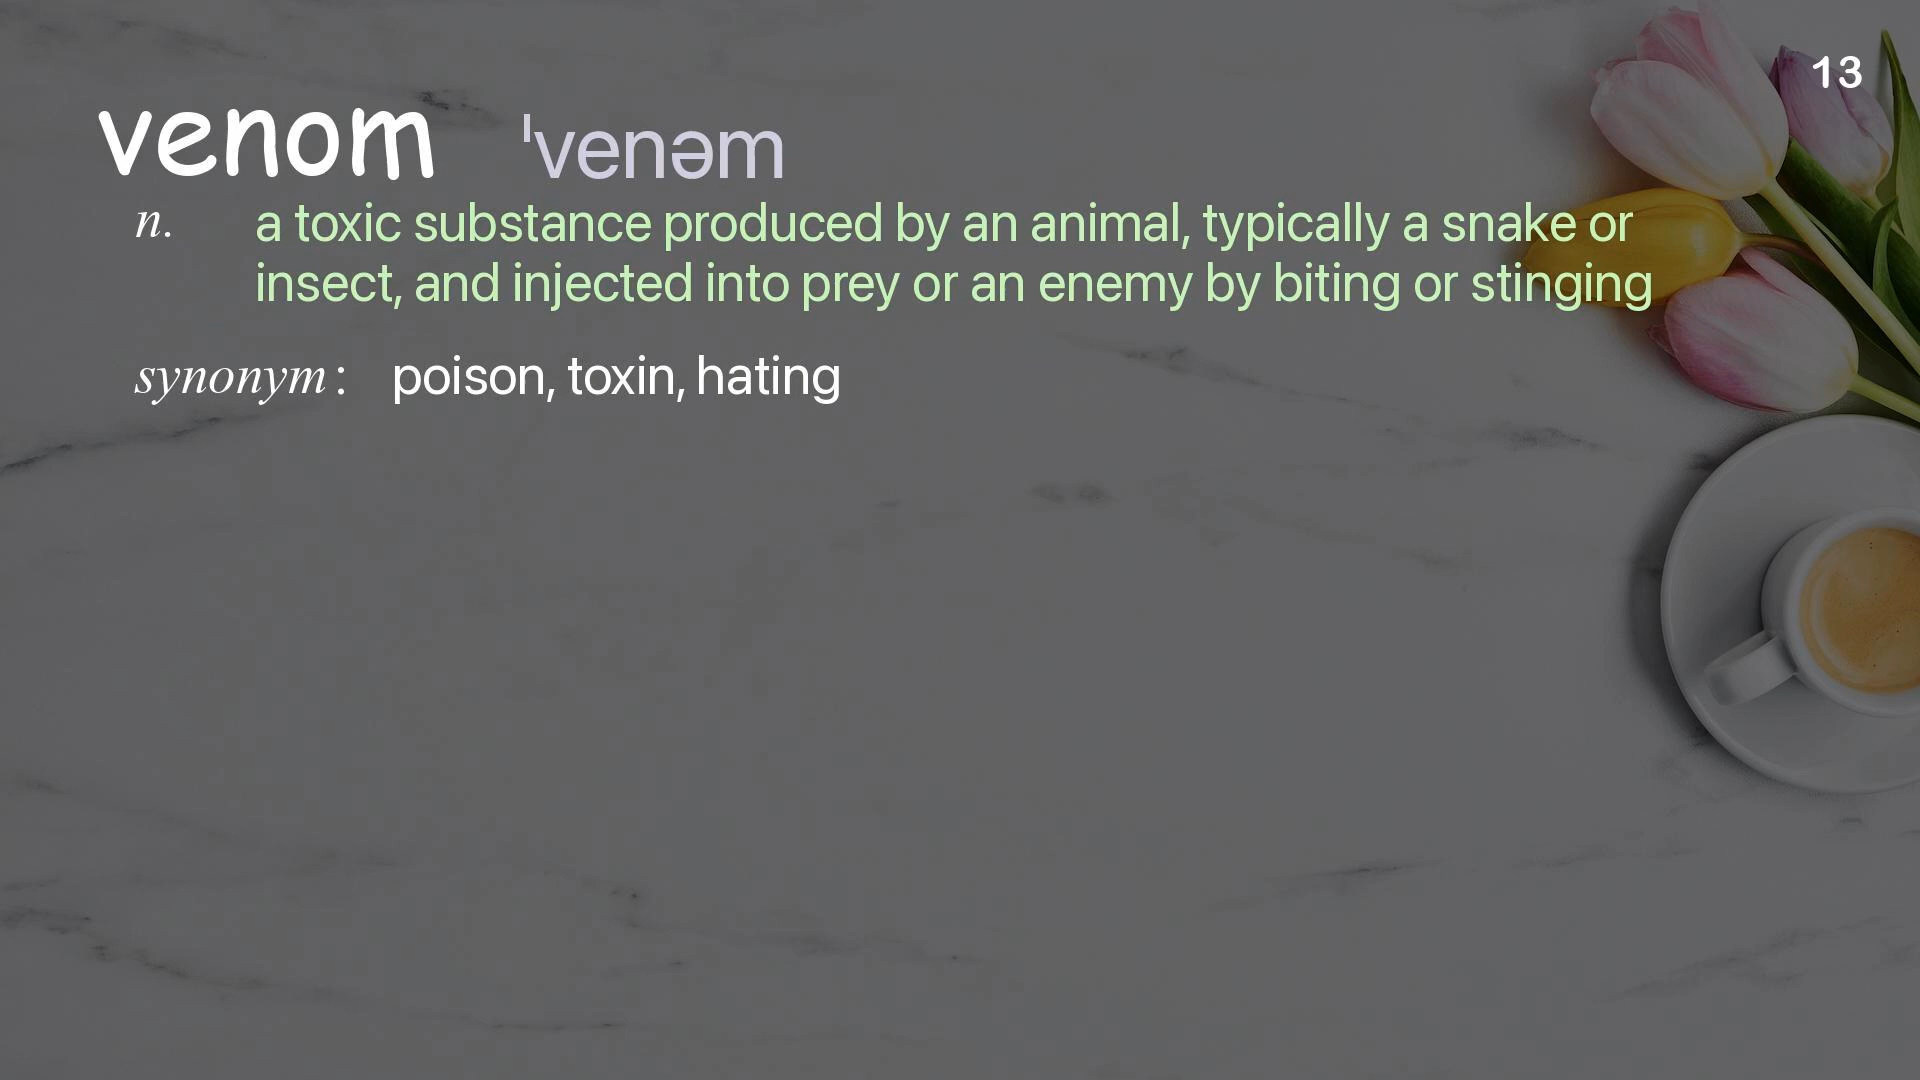 13
venom ˈvenəm
n. a toxic substance produced by an animal, typically a snake or
insect, and injected into prey or an enemy by biting or stinging
synonym: poison, toxin, hating